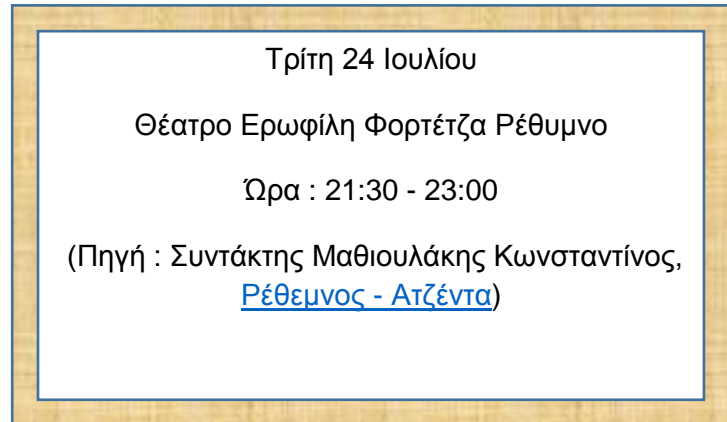 Τρίτη 24 Ιουλίου
Θέατρο Ερωφίλη Φορτέτζα Ρέθυμνο
Ώρα : 21:30 - 23:00
(Πηγή : Συντάκτης Μαθιουλάκης Κωνσταντίνος,
Ρέθεμνος - Ατζέντα)